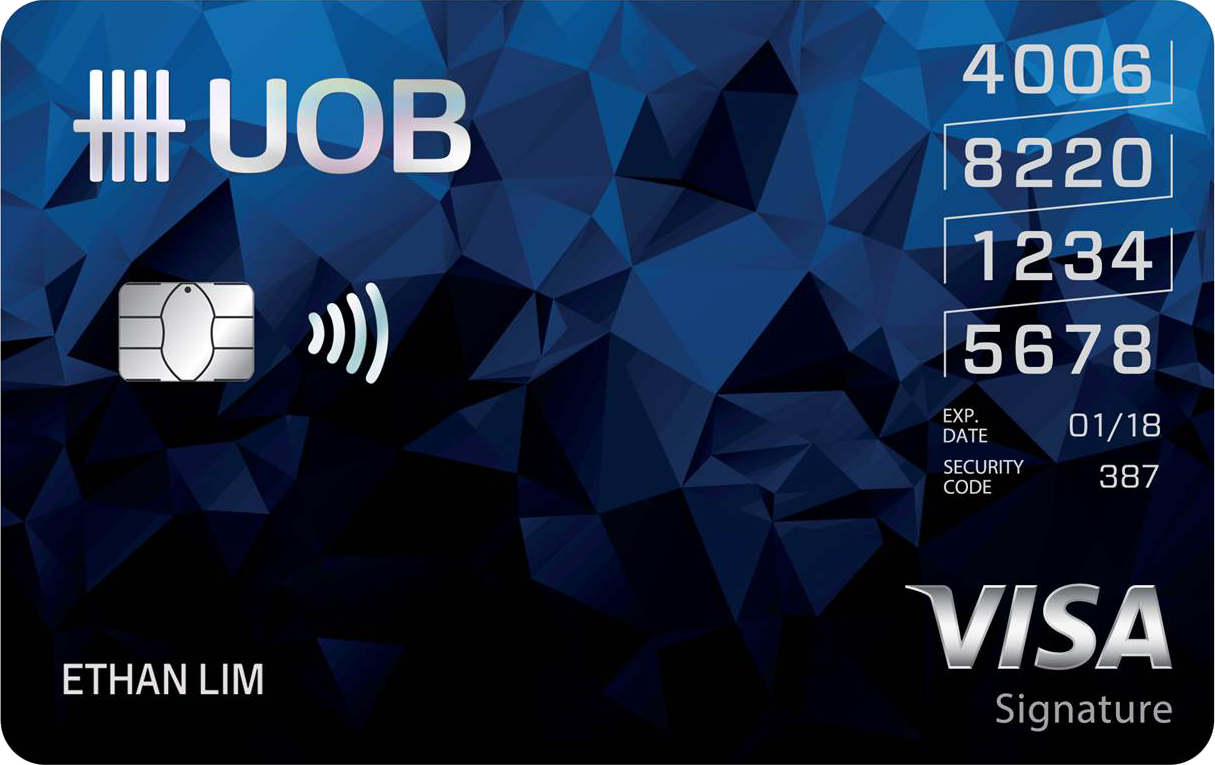 UOB
4006
8220
1234
5678
EXP.
DATE
01/18
SECURITY
CODE
387
VISA
Signature
ETHAN LIM